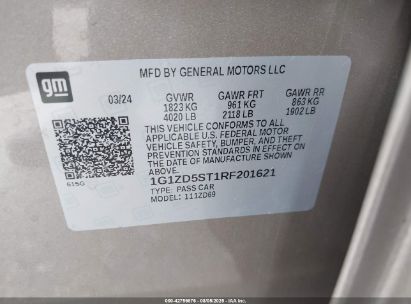 gm
MFD BY GENERAL MOTORS LLC
03/24 GVWR GAWR FRT GAWR RR
1823 KG 961 KG 863 KG
4020 LB 2118 LB 1902 LB
THIS VEHICLE CONFORMS TO ALL
APPLICABLE U.S. FEDERAL MOTOR
VEHICLE SAFETY, BUMPER, AND THEFT
PREVENTION STANDARDS IN EFFECT ON
THE DATE OF MANUFACTURE SHOWN
ABOVE.
1G1ZD5ST1RF201621
TYPE: PASS CAR
MODEL: 111ZD69